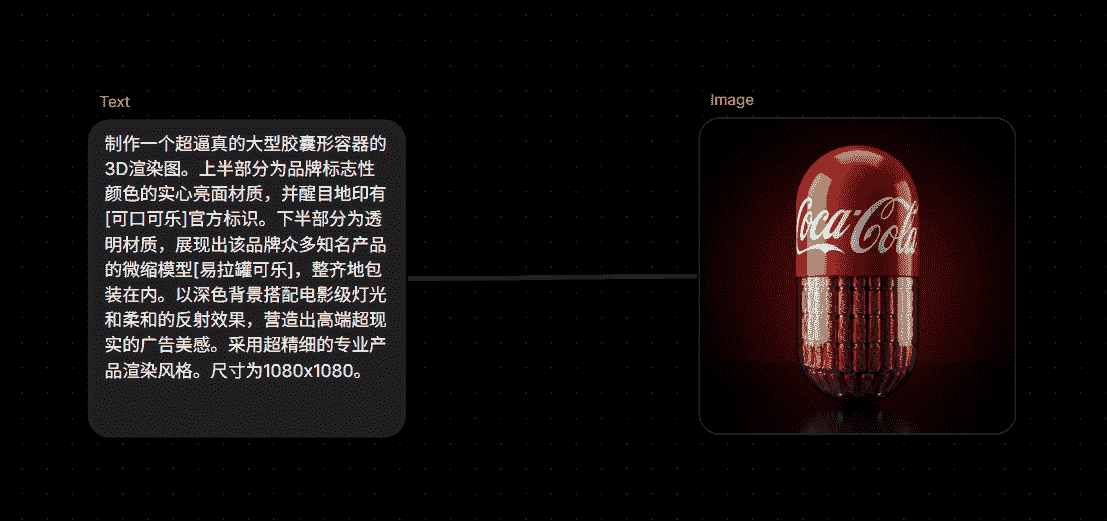 Text
制作一个超逼真的大型胶囊形容器的
3D渲染图。上半部分为品牌标志性
颜色的实心亮面材质，并醒目地印有
[可口可乐]官方标识。下半部分为透
明材质，展现出该品牌众多知名产品
的微缩模型[易拉罐可乐]，整齐地包
装在内。以深色背景搭配电影级灯光
和柔和的反射效果，营造出高端超现
实的广告美感。采用超精细的专业产
品渲染风格。尺寸为1080x1080。
Image
Coca-Cola